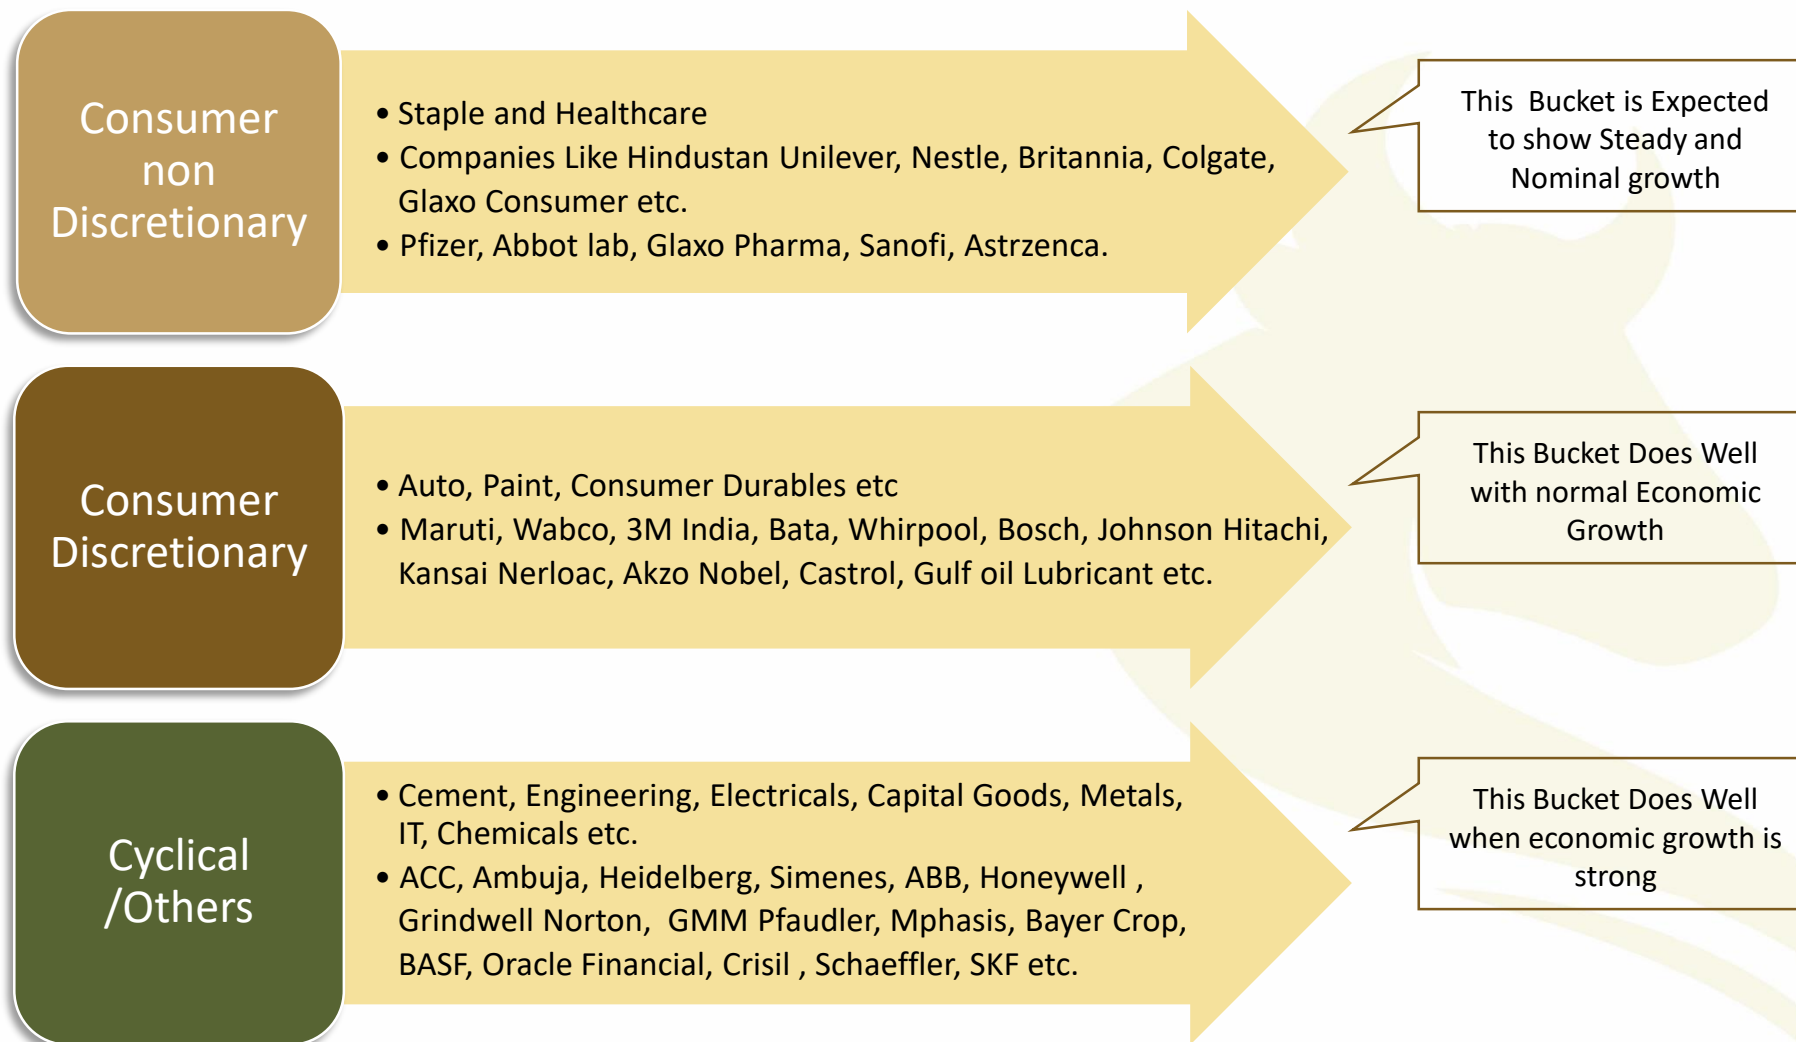 Consumer
non
Discretionary
• Staple and Healthcare
• Companies Like Hindustan Unilever, Nestle, Britannia, Colgate,
Glaxo Consumer etc.
• Pfizer, Abbot lab, Glaxo Pharma, Sanofi, Astrzenca.
This Bucket is Expected
to show Steady and
Nominal growth
Consumer
Discretionary
• Auto, Paint, Consumer Durables etc
• Maruti, Wabco, 3M India, Bata, Whirpool, Bosch, Johnson Hitachi,
Kansai Nerloac, Akzo Nobel, Castrol, Gulf oil Lubricant etc.
This Bucket Does Well
with normal Economic
Growth
Cyclical
/Others
• Cement, Engineering, Electricals, Capital Goods, Metals,
IT, Chemicals etc.
• ACC, Ambuja, Heidelberg, Simenes, ABB, Honeywell ,
Grindwell Norton, GMM Pfaudler, Mphasis, Bayer Crop,
BASF, Oracle Financial, Crisil , Schaeffler, SKF etc.
This Bucket Does Well
when economic growth is
strong